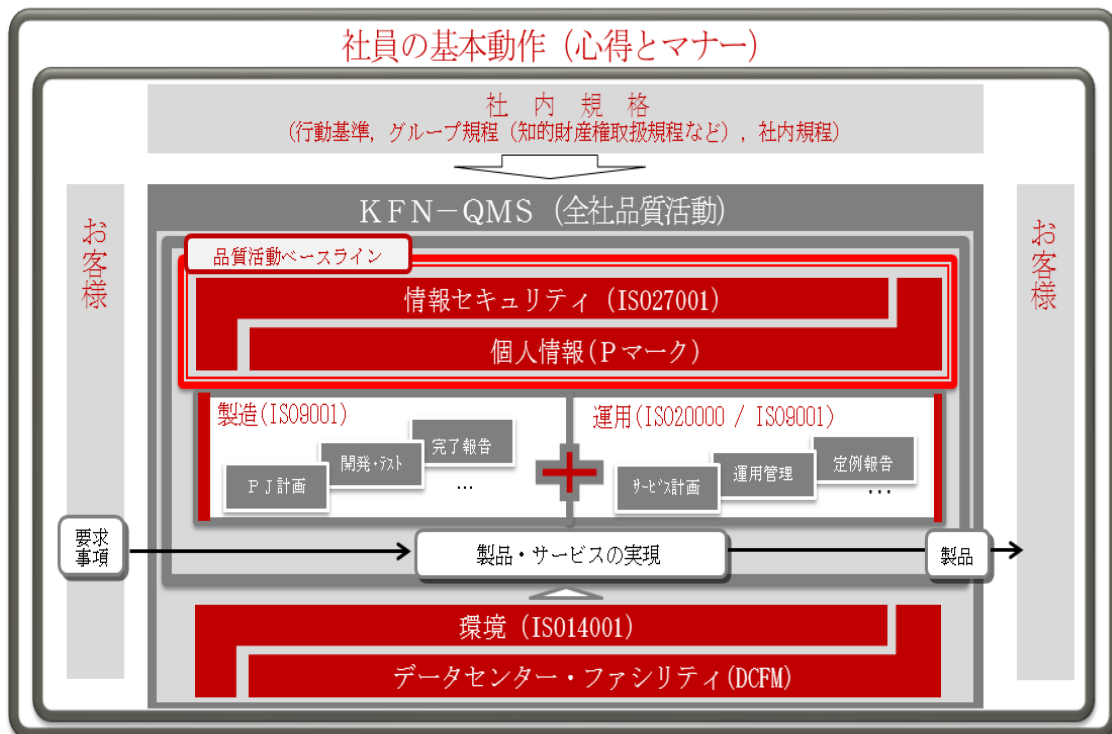 社員の基本動作（心得とマナー）
社 内 規 格
(行動基準, グループ規程（知的財産権取扱規程など）, 社内規程)
お客様
KFN－QMS（全社品質活動）
品質活動ベースライン
情報セキュリティ（ISO27001）
個人情報(Ｐマーク)
製造(ISO9001)
ＰＪ計画
開発・ﾃｽﾄ
完了報告
…
運用(ISO20000 / ISO9001)
ｻｰﾋﾞｽ計画
運用管理
定例報告
…
要求
事項
製品・サービスの実現
製品
お客様
環境（ISO14001）
データセンター・ファシリティ(DCFM)